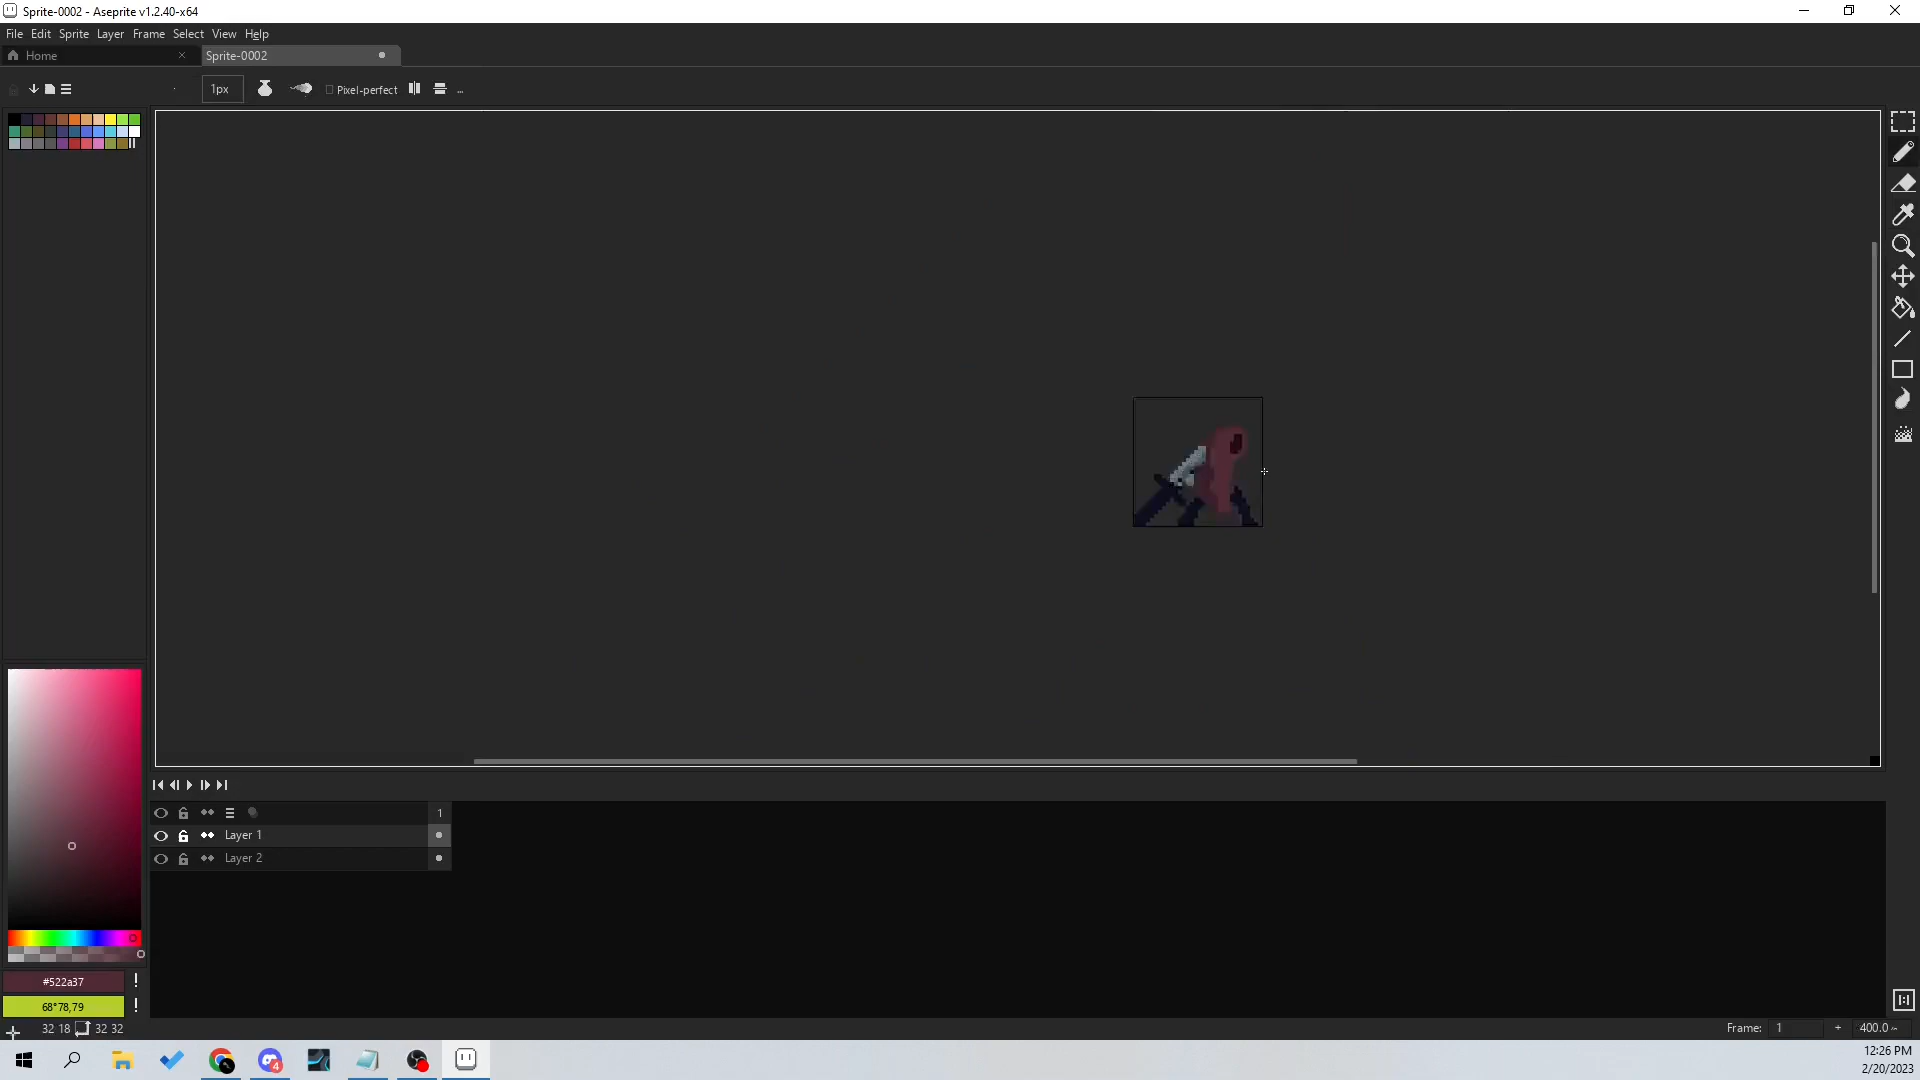 Sprite-0002 - Aseprite v1.2.40-x64
File Edit Sprite Layer Frame Select View Help
Home Sprite-0002
1px Pixel-perfect ...
1
Layer 1
Layer 2
#522a37
68°78,79
32 18 32 32
Frame: 1 + 400.0
4
12:26 PM
2/20/2023